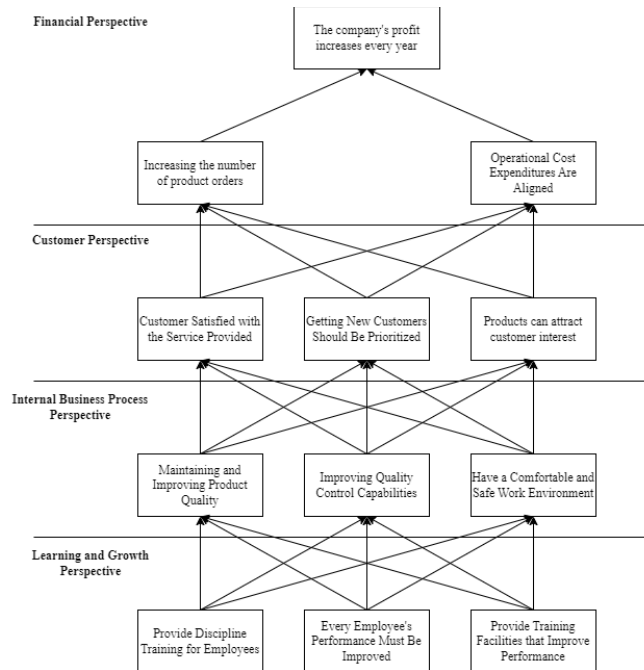 Financial Perspective
The company's profit
increases every year
Increasing the number
of product orders
Operational Cost
Expenditures Are
Aligned
Customer Perspective
Customer Satisfied with
the Service Provided
Getting New Customers
Should Be Prioritized
Products can attract
customer interest
Internal Business Process
Perspective
Maintaining and
Improving Product
Quality
Improving Quality
Control Capabilities
Have a Comfortable and
Safe Work Environment
Learning and Growth
Perspective
Provide Discipline
Training for Employees
Every Employee's
Performance Must Be
Improved
Provide Training
Facilities that Improve
Performance